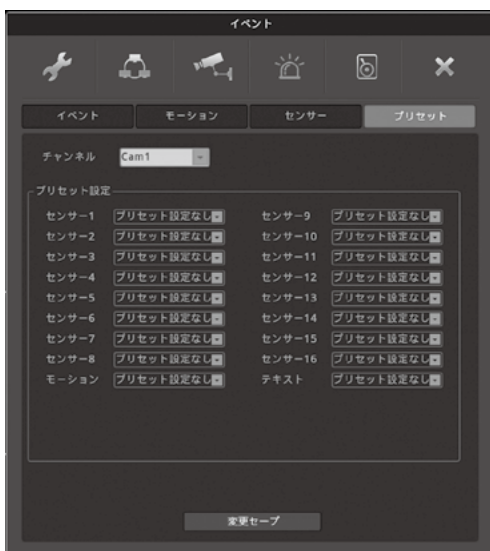 イベント
イベント モーション センサー プリセット
チャンネル Cam1
プリセット設定
センサー1 プリセット設定なし センサー9 プリセット設定なし
センサー2 プリセット設定なし センサー10 プリセット設定なし
センサー3 プリセット設定なし センサー11 プリセット設定なし
センサー4 プリセット設定なし センサー12 プリセット設定なし
センサー5 プリセット設定なし センサー13 プリセット設定なし
センサー6 プリセット設定なし センサー14 プリセット設定なし
センサー7 プリセット設定なし センサー15 プリセット設定なし
センサー8 プリセット設定なし センサー16 プリセット設定なし
モーション プリセット設定なし テキスト プリセット設定なし
変更セーブ